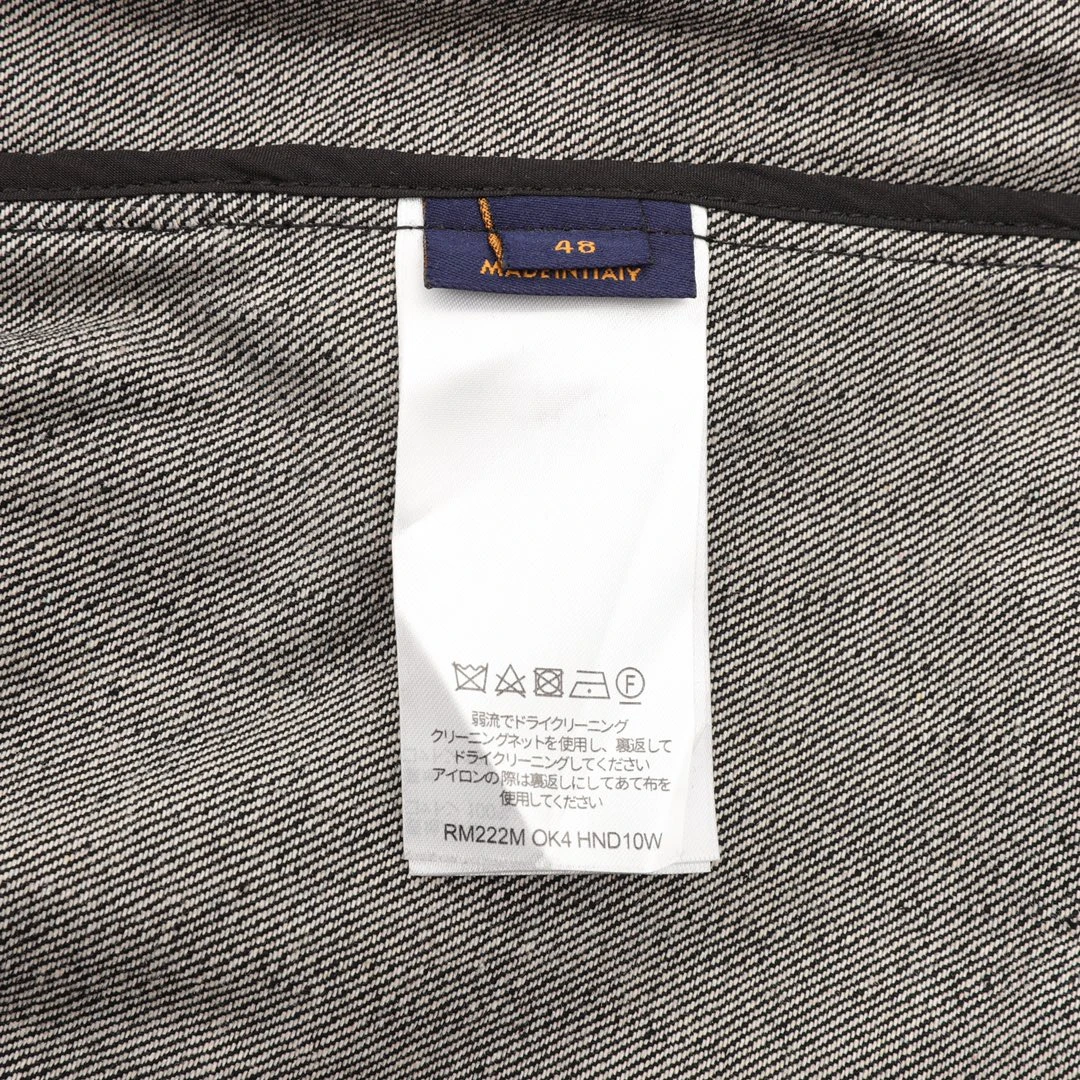 48
MADE IN ITALY
F
弱流でドライクリーニング
クリーニングネットを使用し、裏返して
ドライクリーニングしてください
アイロンの際は裏返しにしてあて布を
使用してください
RM222M OK4 HND10W